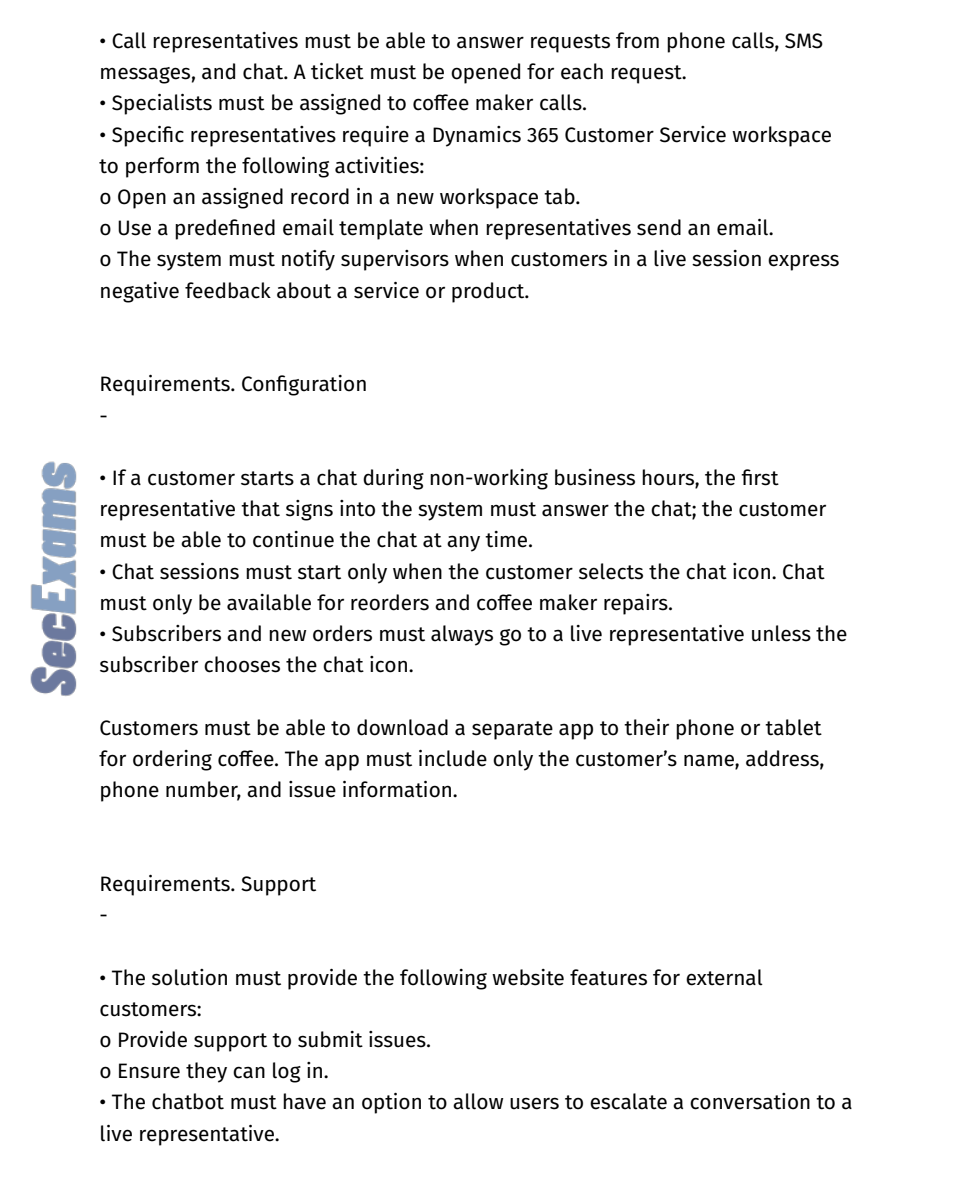 • Call representatives must be able to answer requests from phone calls, SMS
messages, and chat. A ticket must be opened for each request.
• Specialists must be assigned to coffee maker calls.
• Specific representatives require a Dynamics 365 Customer Service workspace
to perform the following activities:
o Open an assigned record in a new workspace tab.
o Use a predefined email template when representatives send an email.
o The system must notify supervisors when customers in a live session express
negative feedback about a service or product.
Requirements. Configuration
-
• If a customer starts a chat during non-working business hours, the first
representative that signs into the system must answer the chat; the customer
must be able to continue the chat at any time.
• Chat sessions must start only when the customer selects the chat icon. Chat
must only be available for reorders and coffee maker repairs.
• Subscribers and new orders must always go to a live representative unless the
subscriber chooses the chat icon.
SecExams
Customers must be able to download a separate app to their phone or tablet
for ordering coffee. The app must include only the customer’s name, address,
phone number, and issue information.
Requirements. Support
-
• The solution must provide the following website features for external
customers:
o Provide support to submit issues.
o Ensure they can log in.
• The chatbot must have an option to allow users to escalate a conversation to a
live representative.